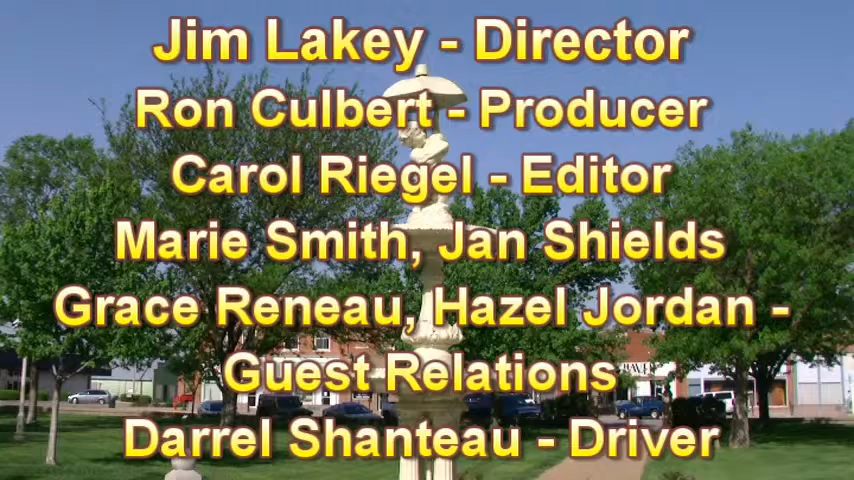 Jim Lakey - Director
Ron Culbert - Producer
Carol Riegel - Editor
Marie Smith, Jan Shields
Grace Reneau, Hazel Jordan -
Guest Relations
Darrel Shanteau - Driver